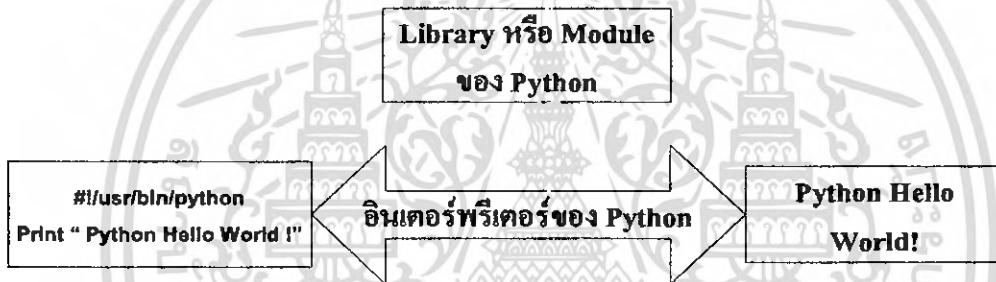 Library หรือ Module
ของ Python
#!/usr/bin/python
Print “ Python Hello World !”
อินเตอร์พรีเตอร์ของ Python
Python Hello
World!